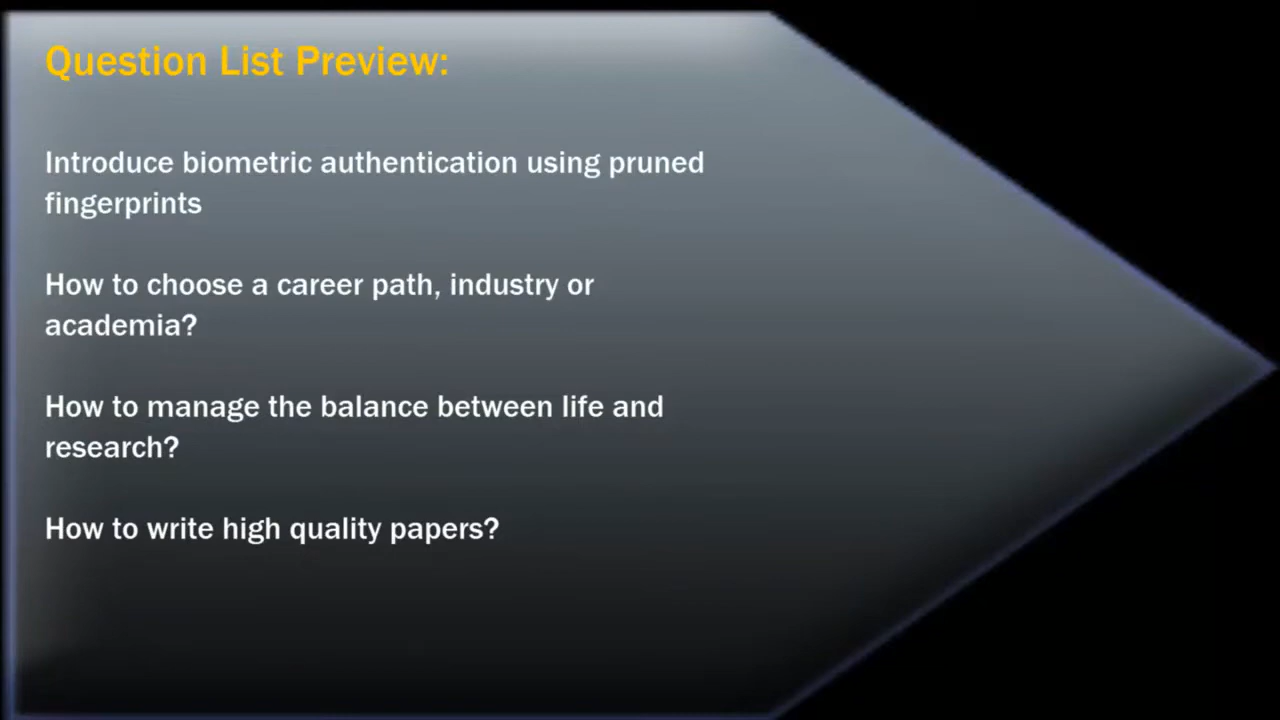 Question List Preview:
Introduce biometric authentication using pruned
fingerprints
How to choose a career path, industry or
academia?
How to manage the balance between life and
research?
How to write high quality papers?